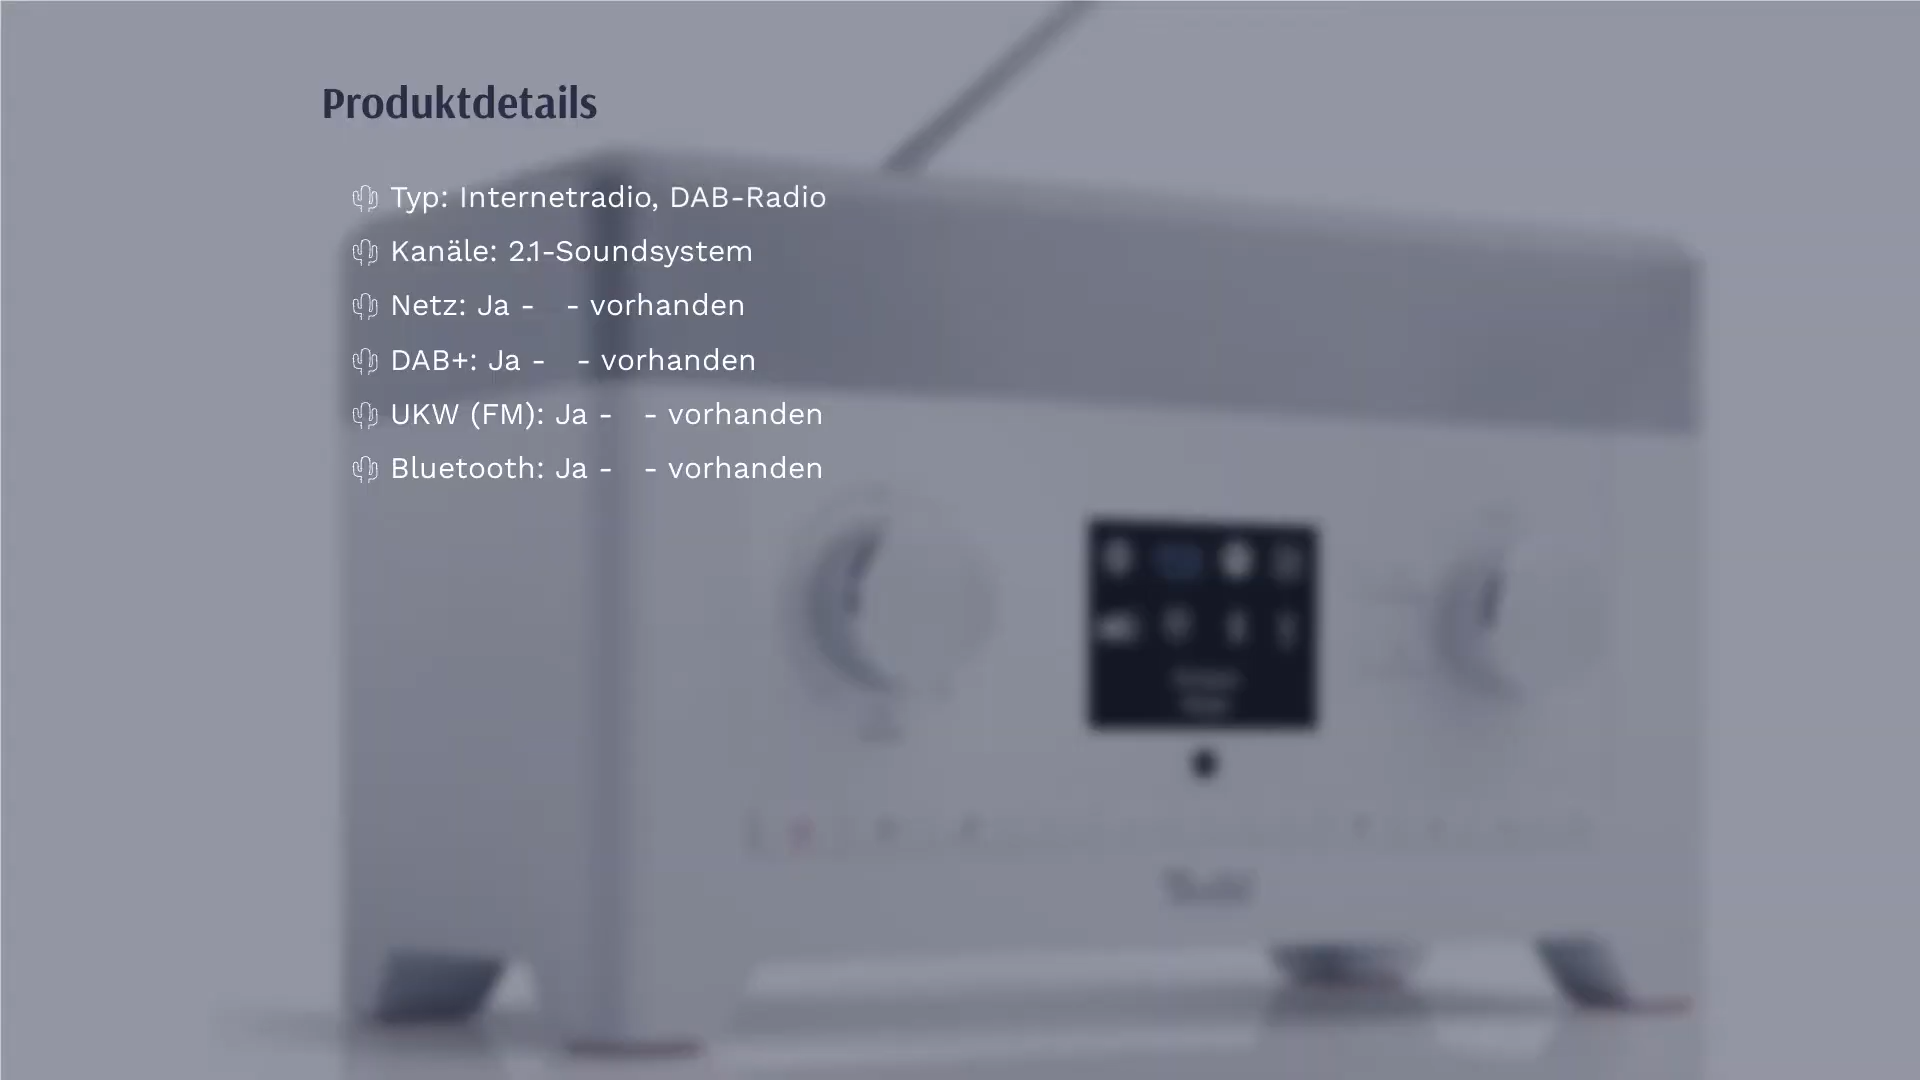 Produktdetails
Typ: Internetradio, DAB-Radio
Kanäle: 2.1-Soundsystem
Netz: Ja -   - vorhanden
DAB+: Ja -   - vorhanden
UKW (FM): Ja -   - vorhanden
Bluetooth: Ja -   - vorhanden